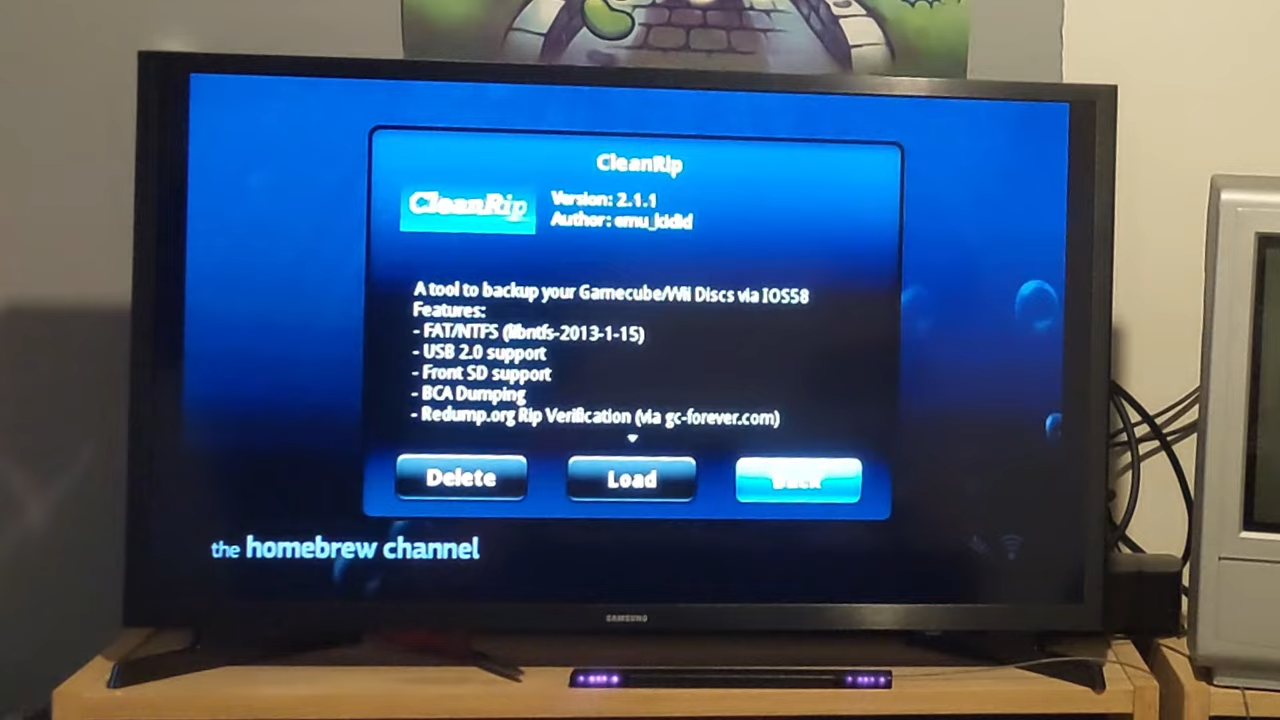 CleanRip
CleanRip
Version: 2.1.1
Author: emu_kidid
A tool to backup your Gamecube/Wii Discs via IOS58
Features:
- FAT/NTFS (libntfs-2013-1-15)
- USB 2.0 support
- Front SD support
- BCA Dumping
- Redump.org Rip Verification (via gc-forever.com)
Delete
Load
Back
the homebrew channel
SAMSUNG